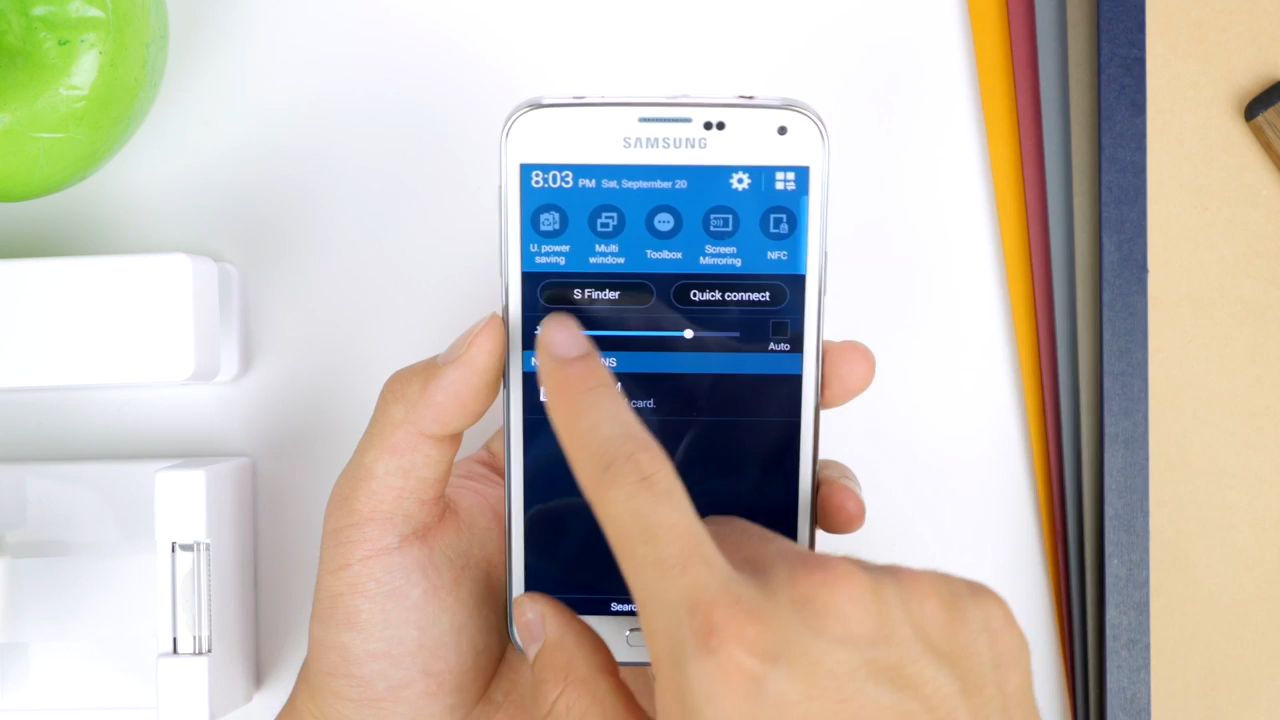 SAMSUNG
8:03 PM Sat, September 20
U. power saving
Multi window
Toolbox
Screen Mirroring
NFC
S Finder
Quick connect
Auto
card.